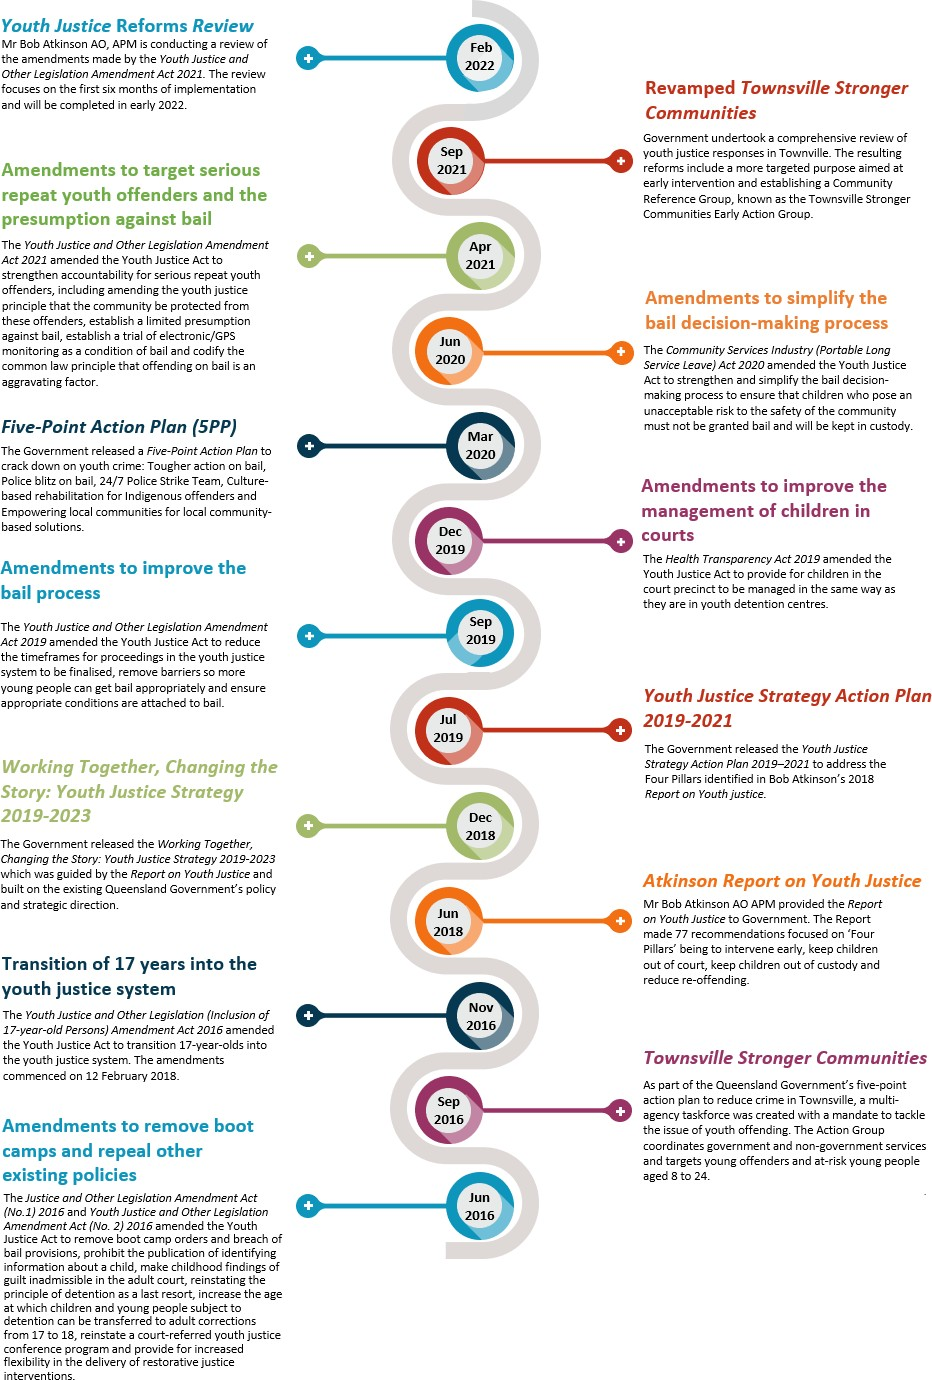 Youth Justice Reforms Review
Mr Bob Atkinson AO, APM is conducting a review of
the amendments made by the Youth Justice and
Other Legislation Amendment Act 2021. The review
focuses on the first six months of implementation
and will be completed in early 2022.
Feb
2022
Revamped Townsville Stronger
Communities
Government undertook a comprehensive review of
youth justice responses in Townville. The resulting
reforms include a more targeted purpose aimed at
early intervention and establishing a Community
Reference Group, known as the Townsville Stronger
Communities Early Action Group.
Sep
2021
Amendments to target serious
repeat youth offenders and the
presumption against bail
The Youth Justice and Other Legislation Amendment
Act 2021 amended the Youth Justice Act to
strengthen accountability for serious repeat youth
offenders, including amending the youth justice
principle that the community be protected from
these offenders, establish a limited presumption
against bail, establish a trial of electronic/GPS
monitoring as a condition of bail and codify the
common law principle that offending on bail is an
aggravating factor.
Apr
2021
Amendments to simplify the
bail decision-making process
The Community Services Industry (Portable Long
Service Leave) Act 2020 amended the Youth Justice
Act to strengthen and simplify the bail decision-
making process to ensure that children who pose an
unacceptable risk to the safety of the community
must not be granted bail and will be kept in custody.
Jun
2020
Five-Point Action Plan (5PP)
The Government released a Five-Point Action Plan to
crack down on youth crime: Tougher action on bail,
Police blitz on bail, 24/7 Police Strike Team, Culture-
based rehabilitation for Indigenous offenders and
Empowering local communities for local community-
based solutions.
Mar
2020
Amendments to improve the
management of children in
courts
The Health Transparency Act 2019 amended the
Youth Justice Act to provide for children in the
court precinct to be managed in the same way as
they are in youth detention centres.
Dec
2019
Amendments to improve the
bail process
The Youth Justice and Other Legislation Amendment
Act 2019 amended the Youth Justice Act to reduce
the timeframes for proceedings in the youth justice
system to be finalised, remove barriers so more
young people can get bail appropriately and ensure
appropriate conditions are attached to bail.
Sep
2019
Youth Justice Strategy Action Plan
2019-2021
The Government released the Youth Justice
Strategy Action Plan 2019–2021 to address the
Four Pillars identified in Bob Atkinson's 2018
Report on Youth justice.
Jul
2019
Working Together, Changing the
Story: Youth Justice Strategy
2019-2023
The Government released the Working Together,
Changing the Story: Youth Justice Strategy 2019-2023
which was guided by the Report on Youth Justice and
built on the existing Queensland Government's policy
and strategic direction.
Dec
2018
Atkinson Report on Youth Justice
Mr Bob Atkinson AO APM provided the Report
on Youth Justice to Government. The Report
made 77 recommendations focused on 'Four
Pillars' being to intervene early, keep children
out of court, keep children out of custody and
reduce re-offending.
Jun
2018
Transition of 17 years into the
youth justice system
The Youth Justice and Other Legislation (Inclusion of
17-year-old Persons) Amendment Act 2016 amended
the Youth Justice Act to transition 17-year-olds into
the youth justice system. The amendments
commenced on 12 February 2018.
Nov
2016
Townsville Stronger Communities
As part of the Queensland Government's five-point
action plan to reduce crime in Townsville, a multi-
agency taskforce was created with a mandate to tackle
the issue of youth offending. The Action Group
coordinates government and non-government services
and targets young offenders and at-risk young people
aged 8 to 24.
Sep
2016
Amendments to remove boot
camps and repeal other
existing policies
The Justice and Other Legislation Amendment Act
(No.1) 2016 and Youth Justice and Other Legislation
Amendment Act (No. 2) 2016 amended the Youth
Justice Act to remove boot camp orders and breach of
bail provisions, prohibit the publication of identifying
information about a child, make childhood findings of
guilt inadmissible in the adult court, reinstating the
principle of detention as a last resort, increase the age
at which children and young people subject to
detention can be transferred to adult corrections
from 17 to 18, reinstate a court-referred youth justice
conference program and provide for increased
flexibility in the delivery of restorative justice
interventions.
Jun
2016